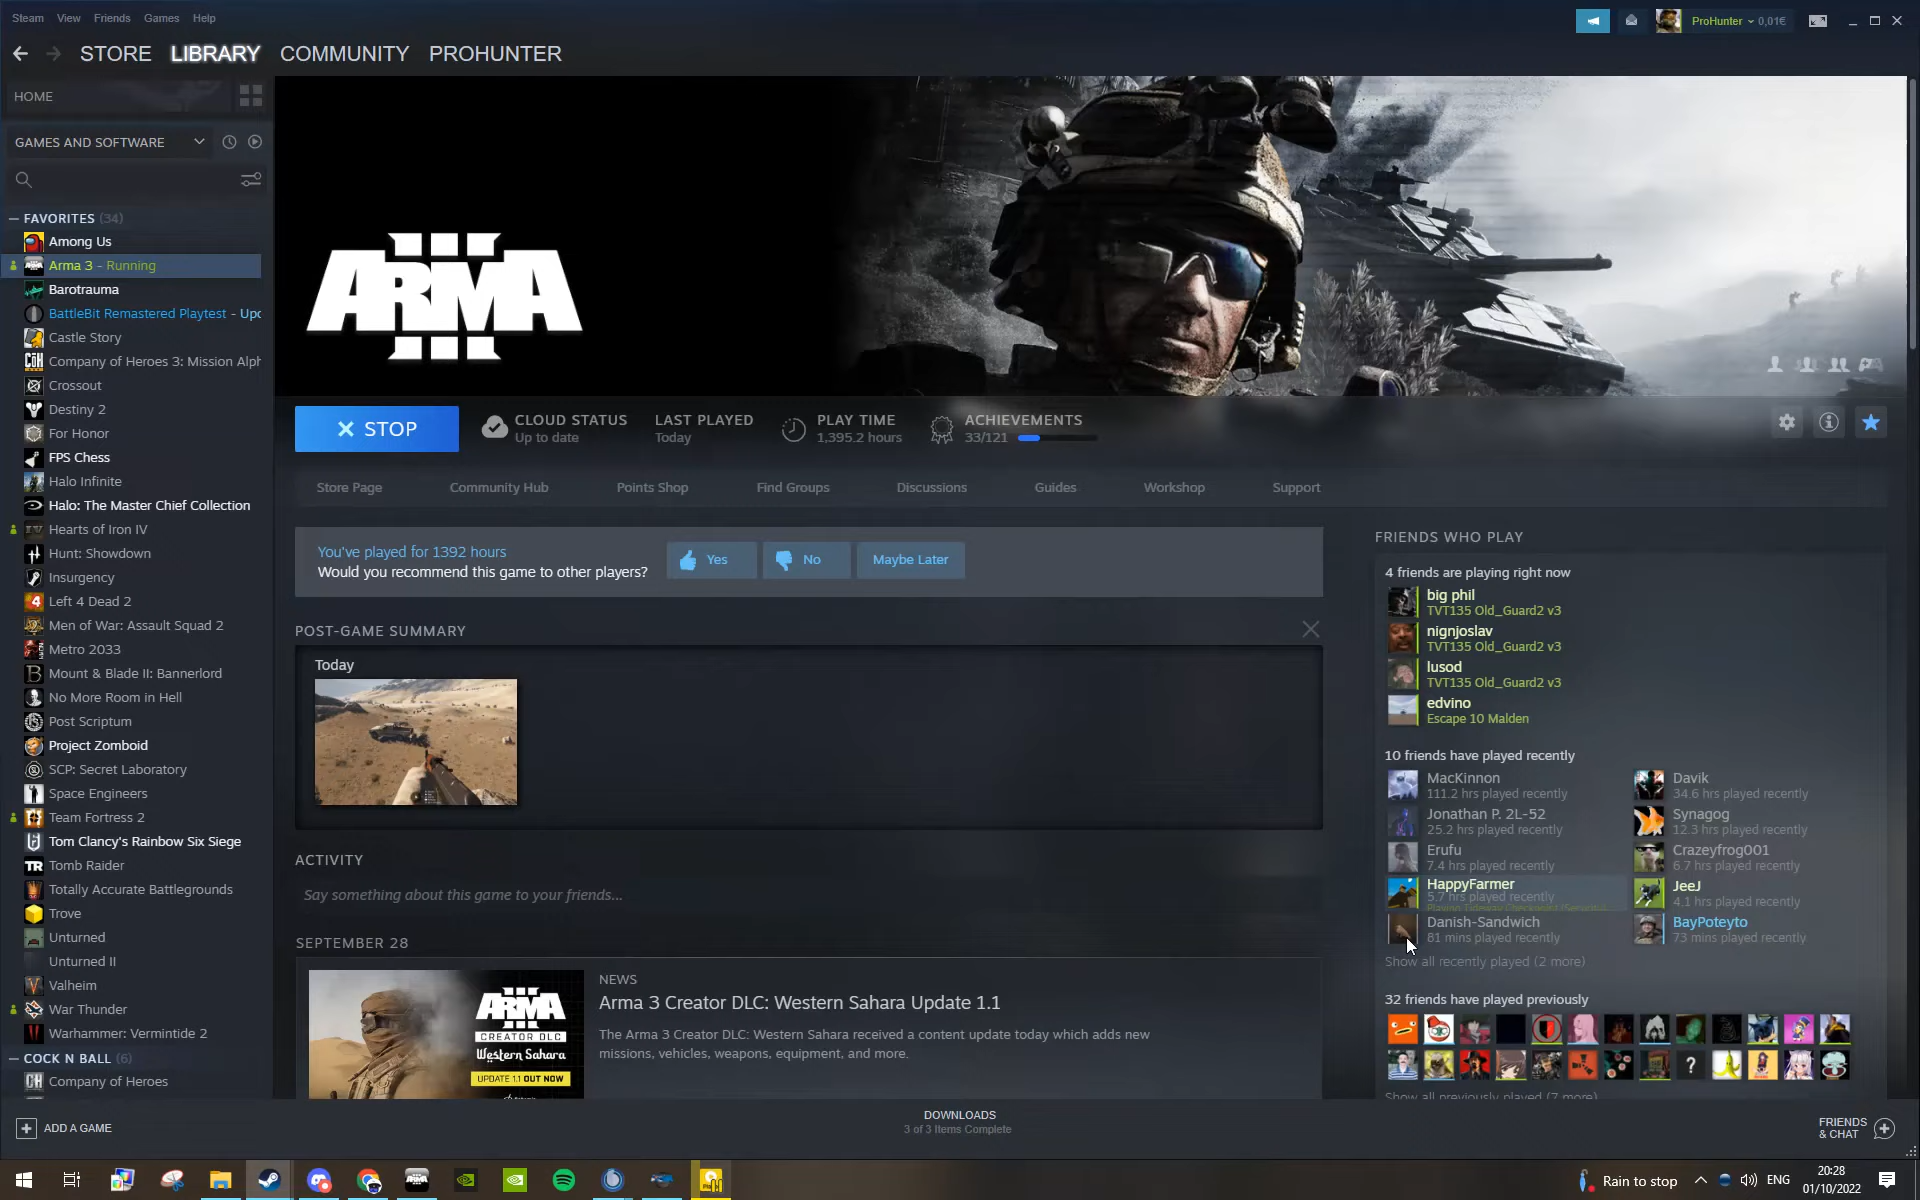 Steam View Friends Games Help
ProHunter 0,01€
STORE LIBRARY COMMUNITY PROHUNTER
HOME
GAMES AND SOFTWARE
FAVORITES (34)
Among Us
Arma 3 - Running
Barotrauma
BattleBit Remastered Playtest - Upd
Castle Story
Company of Heroes 3: Mission Alph
Crossout
Destiny 2
For Honor
FPS Chess
Halo Infinite
Halo: The Master Chief Collection
Hearts of Iron IV
Hunt: Showdown
Insurgency
Left 4 Dead 2
Men of War: Assault Squad 2
Metro 2033
Mount & Blade II: Bannerlord
No More Room in Hell
Post Scriptum
Project Zomboid
SCP: Secret Laboratory
Space Engineers
Team Fortress 2
Tom Clancy's Rainbow Six Siege
Tomb Raider
Totally Accurate Battlegrounds
Trove
Unturned
Unturned II
Valheim
War Thunder
Warhammer: Vermintide 2
COCK N BALL (6)
Company of Heroes
ADD A GAME
ARMA III
STOP
CLOUD STATUS
Up to date
LAST PLAYED
Today
PLAY TIME
1,395.2 hours
ACHIEVEMENTS
33/121
Store Page Community Hub Points Shop Find Groups Discussions Guides Workshop Support
You've played for 1392 hours
Would you recommend this game to other players?
Yes No Maybe Later
POST-GAME SUMMARY
Today
ACTIVITY
Say something about this game to your friends...
SEPTEMBER 28
ARMA III
CREATOR DLC
Western Sahara
UPDATE 1.1 OUT NOW
NEWS
Arma 3 Creator DLC: Western Sahara Update 1.1
The Arma 3 Creator DLC: Western Sahara received a content update today which adds new
missions, vehicles, weapons, equipment, and more.
FRIENDS WHO PLAY
4 friends are playing right now
big phil
TVT135 Old_Guard2 v3
nignjoslav
TVT135 Old_Guard2 v3
lusod
TVT135 Old_Guard2 v3
edvino
Escape 10 Malden
10 friends have played recently
MacKinnon
111.2 hrs played recently
Davik
34.6 hrs played recently
Jonathan P. 2L-52
25.2 hrs played recently
Synagog
12.3 hrs played recently
Erufu
7.4 hrs played recently
Crazeyfrog001
6.7 hrs played recently
HappyFarmer
5.7 hrs played recently
JeeJ
4.1 hrs played recently
Danish-Sandwich
81 mins played recently
BayPoteyto
73 mins played recently
Show all recently played (2 more)
32 friends have played previously
Show all previously played (7 more)
DOWNLOADS
3 of 3 Items Complete
FRIENDS
& CHAT
Rain to stop
ENG
20:28
01/10/2022